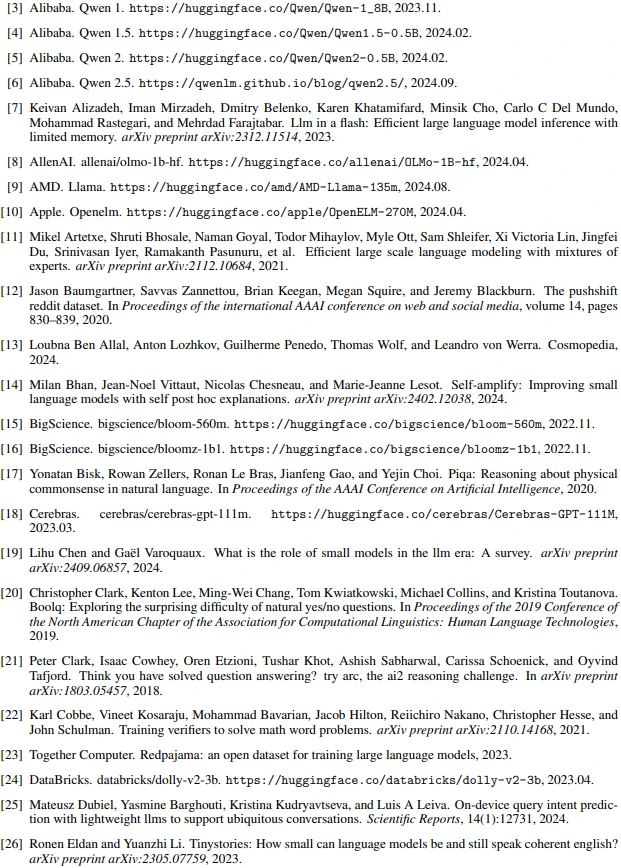 [3] Alibaba. Qwen 1. https://huggingface.co/Qwen/Qwen-1_8B, 2023.11.
[4] Alibaba. Qwen 1.5. https://huggingface.co/Qwen/Qwen1.5-0.5B, 2024.02.
[5] Alibaba. Qwen 2. https://huggingface.co/Qwen/Qwen2-0.5B, 2024.02.
[6] Alibaba. Qwen 2.5. https://qwenlm.github.io/blog/qwen2.5/, 2024.09.
[7] Keivan Alizadeh, Iman Mirzadeh, Dmitry Belenko, Karen Khatamifard, Minsik Cho, Carlo C Del Mundo,
Mohammad Rastegari, and Mehrdad Farajtabar. Llm in a flash: Efficient large language model inference with
limited memory. arXiv preprint arXiv:2312.11514, 2023.
[8] AllenAI. allenai/olmo-1b-hf. https://huggingface.co/allenai/OLMo-1B-hf, 2024.04.
[9] AMD. Llama. https://huggingface.co/amd/AMD-Llama-135m, 2024.08.
[10] Apple. Openelm. https://huggingface.co/apple/OpenELM-270M, 2024.04.
[11] Mikel Artetxe, Shruti Bhosale, Naman Goyal, Todor Mihaylov, Myle Ott, Sam Shleifer, Xi Victoria Lin, Jingfei
Du, Srinivasan Iyer, Ramakanth Pasunuru, et al. Efficient large scale language modeling with mixtures of
experts. arXiv preprint arXiv:2112.10684, 2021.
[12] Jason Baumgartner, Savvas Zannettou, Brian Keegan, Megan Squire, and Jeremy Blackburn. The pushshift
reddit dataset. In Proceedings of the international AAAI conference on web and social media, volume 14, pages
830–839, 2020.
[13] Loubna Ben Allal, Anton Lozhkov, Guilherme Penedo, Thomas Wolf, and Leandro von Werra. Cosmopedia,
2024.
[14] Milan Bhan, Jean-Noel Vittaut, Nicolas Chesneau, and Marie-Jeanne Lesot. Self-amplify: Improving small
language models with self post hoc explanations. arXiv preprint arXiv:2402.12038, 2024.
[15] BigScience. bigscience/bloom-560m. https://huggingface.co/bigscience/bloom-560m, 2022.11.
[16] BigScience. bigscience/bloomz-1b1. https://huggingface.co/bigscience/bloomz-1b1, 2022.11.
[17] Yonatan Bisk, Rowan Zellers, Ronan Le Bras, Jianfeng Gao, and Yejin Choi. Piqa: Reasoning about physical
commonsense in natural language. In Proceedings of the AAAI Conference on Artificial Intelligence, 2020.
[18] Cerebras. cerebras/cerebras-gpt-111m. https://huggingface.co/cerebras/Cerebras-GPT-111M,
2023.03.
[19] Lihu Chen and Gaël Varoquaux. What is the role of small models in the llm era: A survey. arXiv preprint
arXiv:2409.06857, 2024.
[20] Christopher Clark, Kenton Lee, Ming-Wei Chang, Tom Kwiatkowski, Michael Collins, and Kristina Toutanova.
Boolq: Exploring the surprising difficulty of natural yes/no questions. In Proceedings of the 2019 Conference of
the North American Chapter of the Association for Computational Linguistics: Human Language Technologies,
2019.
[21] Peter Clark, Isaac Cowhey, Oren Etzioni, Tushar Khot, Ashish Sabharwal, Carissa Schoenick, and Oyvind
Tafjord. Think you have solved question answering? try arc, the ai2 reasoning challenge. In arXiv preprint
arXiv:1803.05457, 2018.
[22] Karl Cobbe, Vineet Kosaraju, Mohammad Bavarian, Jacob Hilton, Reiichiro Nakano, Christopher Hesse, and
John Schulman. Training verifiers to solve math word problems. arXiv preprint arXiv:2110.14168, 2021.
[23] Together Computer. Redpajama: an open dataset for training large language models, 2023.
[24] DataBricks. databricks/dolly-v2-3b. https://huggingface.co/databricks/dolly-v2-3b, 2023.04.
[25] Mateusz Dubiel, Yasmine Barghouti, Kristina Kudryavtseva, and Luis A Leiva. On-device query intent predic-
tion with lightweight llms to support ubiquitous conversations. Scientific Reports, 14(1):12731, 2024.
[26] Ronen Eldan and Yuanzhi Li. Tinystories: How small can language models be and still speak coherent english?
arXiv preprint arXiv:2305.07759, 2023.